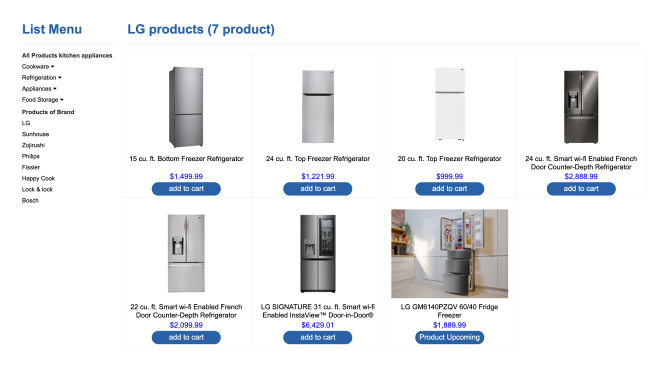 List Menu
LG products (7 product)
All Products kitchen appliances
Cookware
Refrigeration
Appliances
Food Storage
Products of Brand
LG
Sunhouse
Zojirushi
Philips
Fissler
Happy Cook
Lock & lock
Bosch
15 cu. ft. Bottom Freezer Refrigerator
$1,499.99
add to cart
24 cu. ft. Top Freezer Refrigerator
$1,221.99
add to cart
20 cu. ft. Top Freezer Refrigerator
$999.99
add to cart
24 cu. ft. Smart wi-fi Enabled French
Door Counter-Depth Refrigerator
$2,888.99
add to cart
22 cu. ft. Smart wi-fi Enabled French
Door Counter-Depth Refrigerator
$2,099.99
add to cart
LG SIGNATURE 31 cu. ft. Smart wi-fi
Enabled InstaView™ Door-in-Door®
$6,429.01
add to cart
LG GM6140PZQV 60/40 Fridge
Freezer
$1,889.99
Product Upcoming